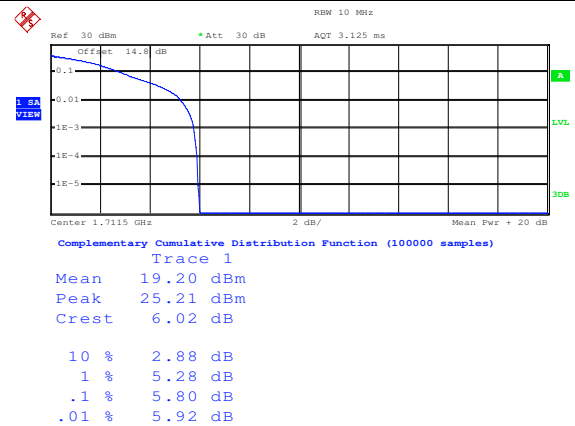 R S
RBW 10 MHz
Ref 30 dBm * Att 30 dB AQT 3.125 ms
Offset 14.8 dB
0.1
A
0.01
1 SA
VIEW
1E-3
LVL
1E-4
1E-5
3DB
Center 1.7115 GHz 2 dB/ Mean Pwr + 20 dB
Complementary Cumulative Distribution Function (100000 samples)
Trace 1
Mean 19.20 dBm
Peak 25.21 dBm
Crest 6.02 dB
10 % 2.88 dB
1 % 5.28 dB
.1 % 5.80 dB
.01 % 5.92 dB